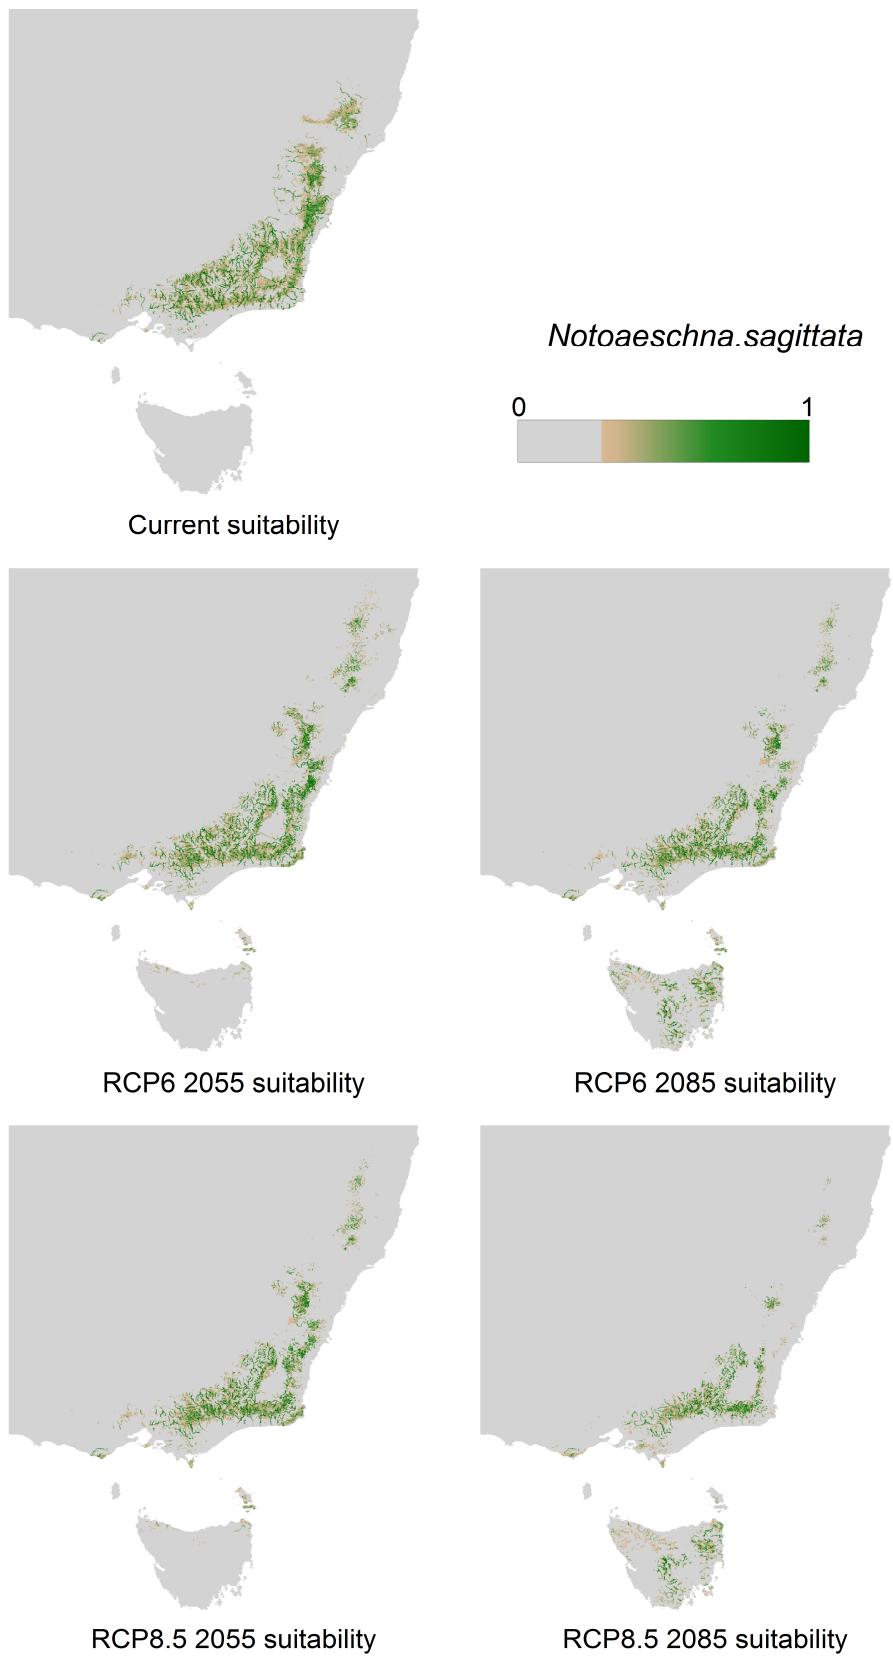 Notoaeschna.sagittata
0 1
Current suitability
RCP6 2055 suitability
RCP6 2085 suitability
RCP8.5 2055 suitability
RCP8.5 2085 suitability